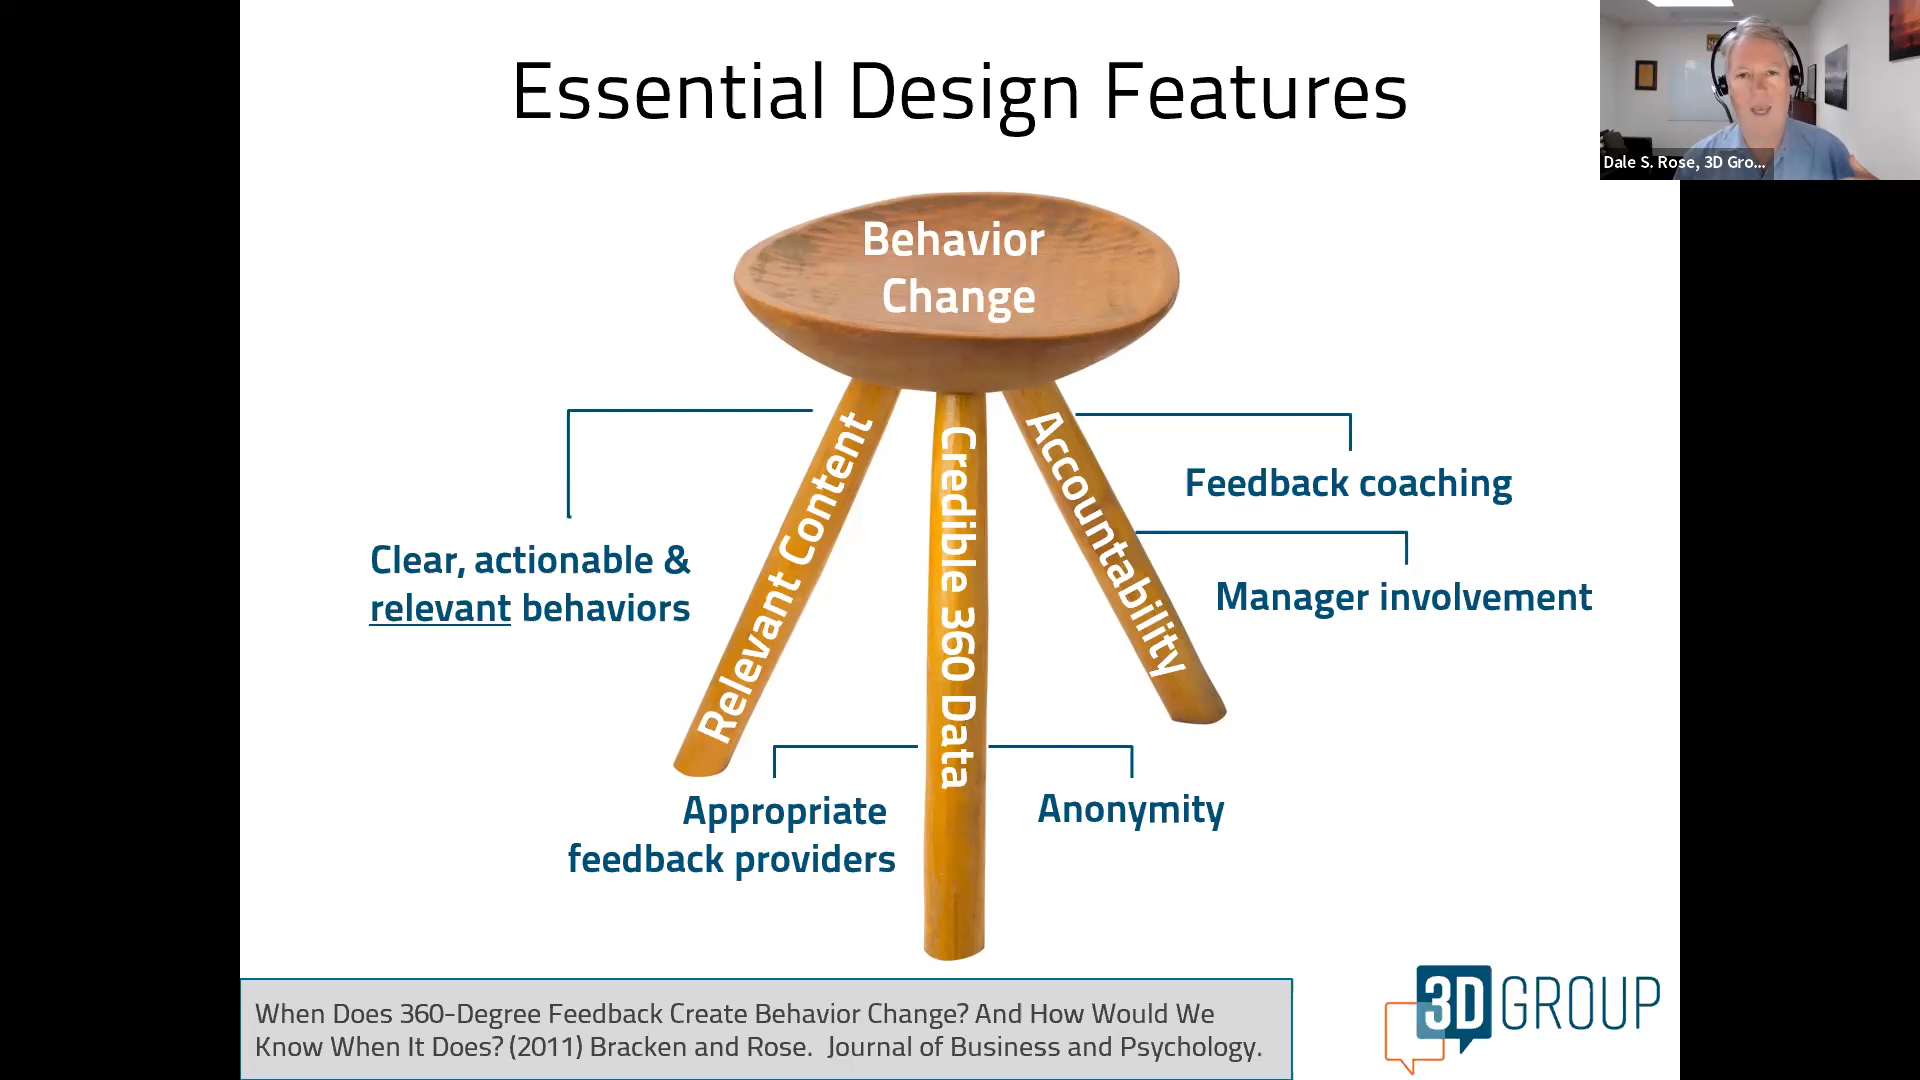 Essential Design Features
Dale S. Rose, 3D Gro...
Behavior
Change
Relevant Content
Credible 360 Data
Accountability
Clear, actionable &
relevant behaviors
Feedback coaching
Manager involvement
Appropriate
feedback providers
Anonymity
When Does 360-Degree Feedback Create Behavior Change? And How Would We
Know When It Does? (2011) Bracken and Rose. Journal of Business and Psychology.
3D GROUP